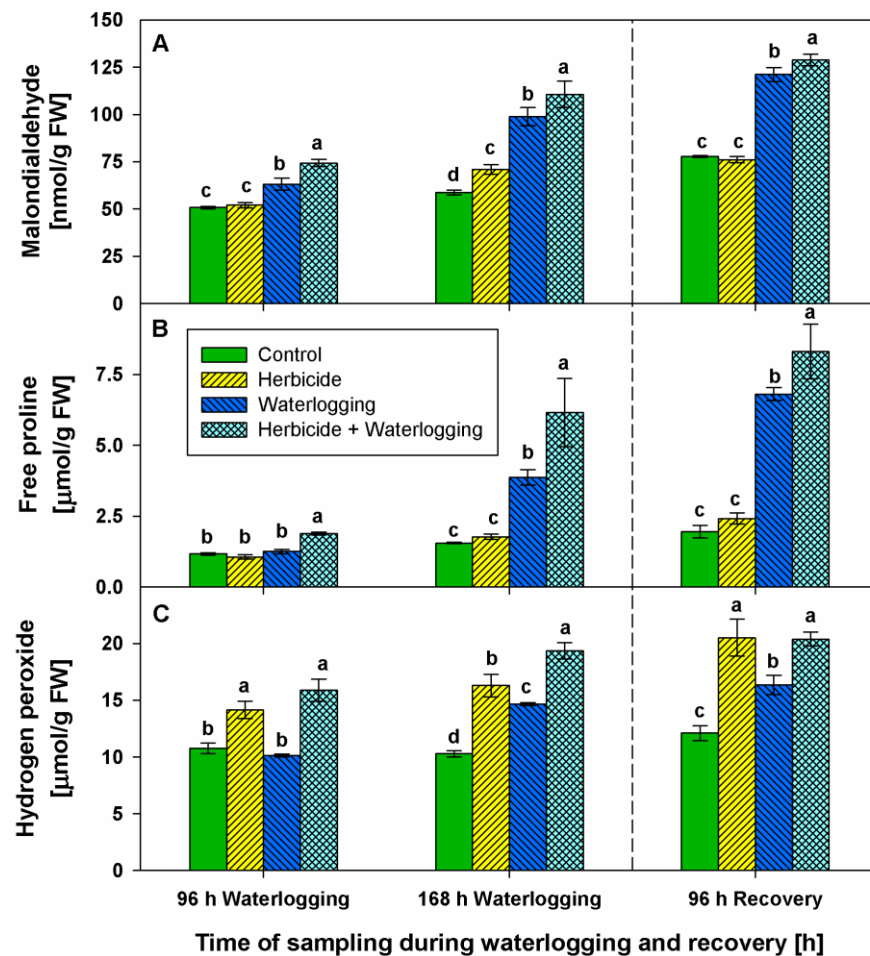 A
Malondialdehyde
[nmol/g FW]
150
125
100
75
50
25
0
c c b a
d c b a
c c b a
B
Free proline
[μmol/g FW]
7.5
5.0
2.5
0.0
Control
Herbicide
Waterlogging
Herbicide + Waterlogging
b b b a
c c b a
c c b a
C
Hydrogen peroxide
[μmol/g FW]
20
15
10
5
0
b a b a
d b c a
c a b a
96 h Waterlogging 168 h Waterlogging 96 h Recovery
Time of sampling during waterlogging and recovery [h]